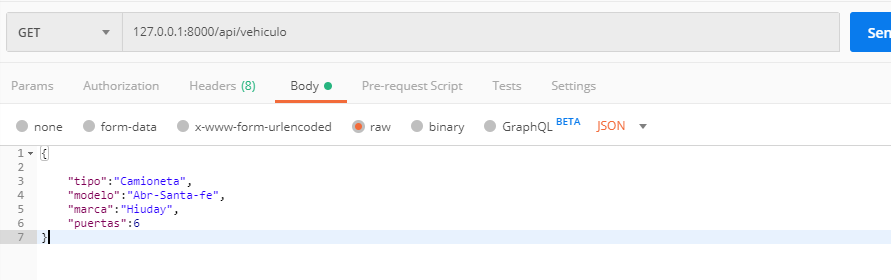 GET 127.0.0.1:8000/api/vehiculo Sen
Params Authorization Headers (8) Body Pre-request Script Tests Settings
none form-data x-www-form-urlencoded raw binary GraphQL BETA JSON
1 {
2
3 "tipo":"Camioneta",
4 "modelo":"Abr-Santa-fe",
5 "marca":"Hiuday",
6 "puertas":6
7 }